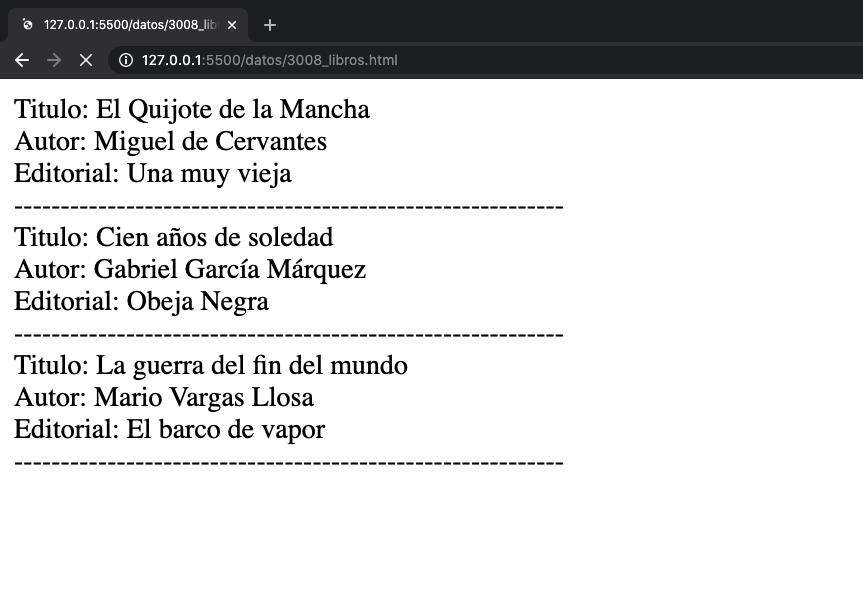 127.0.0.1:5500/datos/3008_lib
127.0.0.1:5500/datos/3008_libros.html
Titulo: El Quijote de la Mancha
Autor: Miguel de Cervantes
Editorial: Una muy vieja
----------------------------------------------------------
Titulo: Cien años de soledad
Autor: Gabriel García Márquez
Editorial: Obeja Negra
----------------------------------------------------------
Titulo: La guerra del fin del mundo
Autor: Mario Vargas Llosa
Editorial: El barco de vapor
----------------------------------------------------------